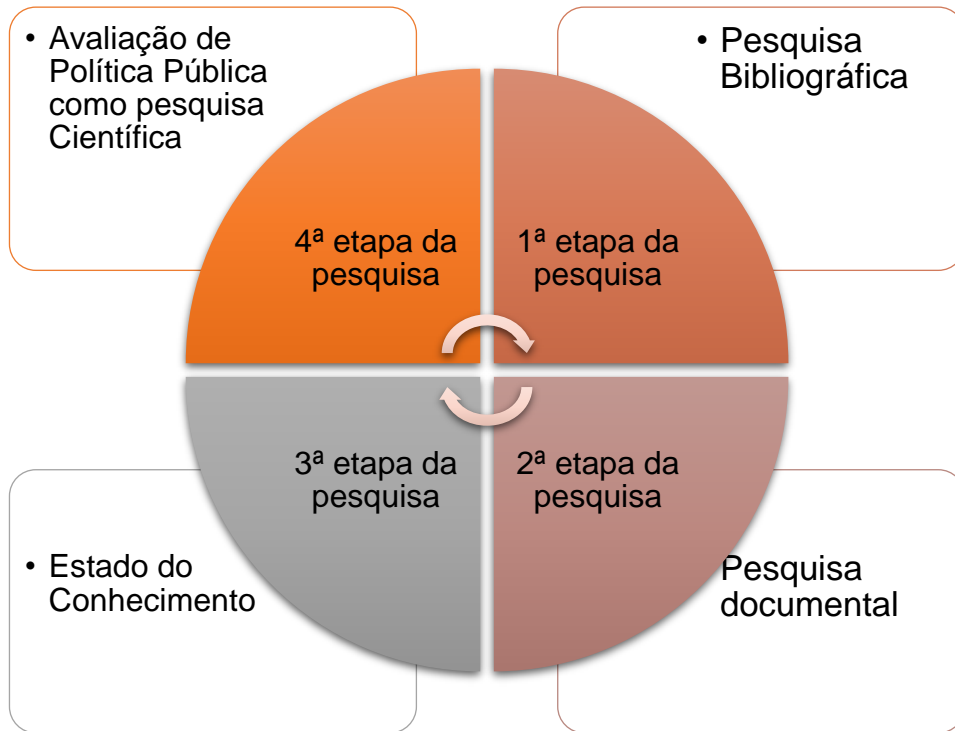 • Avaliação de
Política Pública
como pesquisa
Científica
• Pesquisa
Bibliográfica
4ª etapa da
pesquisa
1ª etapa da
pesquisa
3ª etapa da
pesquisa
2ª etapa da
pesquisa
• Estado do
Conhecimento
Pesquisa
documental